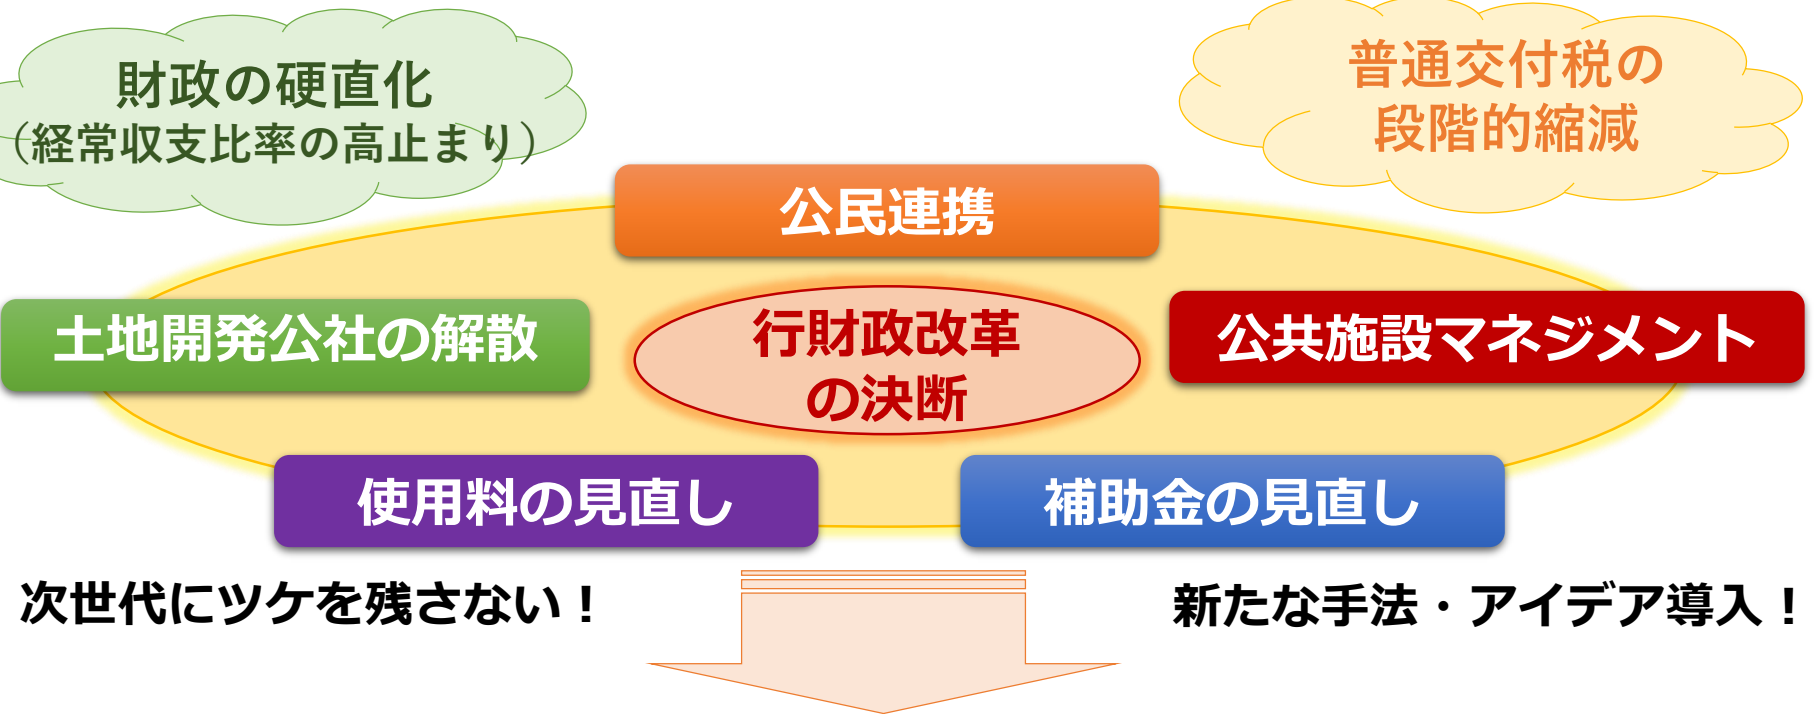 財政の硬直化
（経常収支比率の高止まり）
普通交付税の
段階的縮減
公民連携
土地開発公社の解散
行財政改革
の決断
公共施設マネジメント
使用料の見直し
補助金の見直し
次世代にツケを残さない！
新たな手法・アイデア導入！